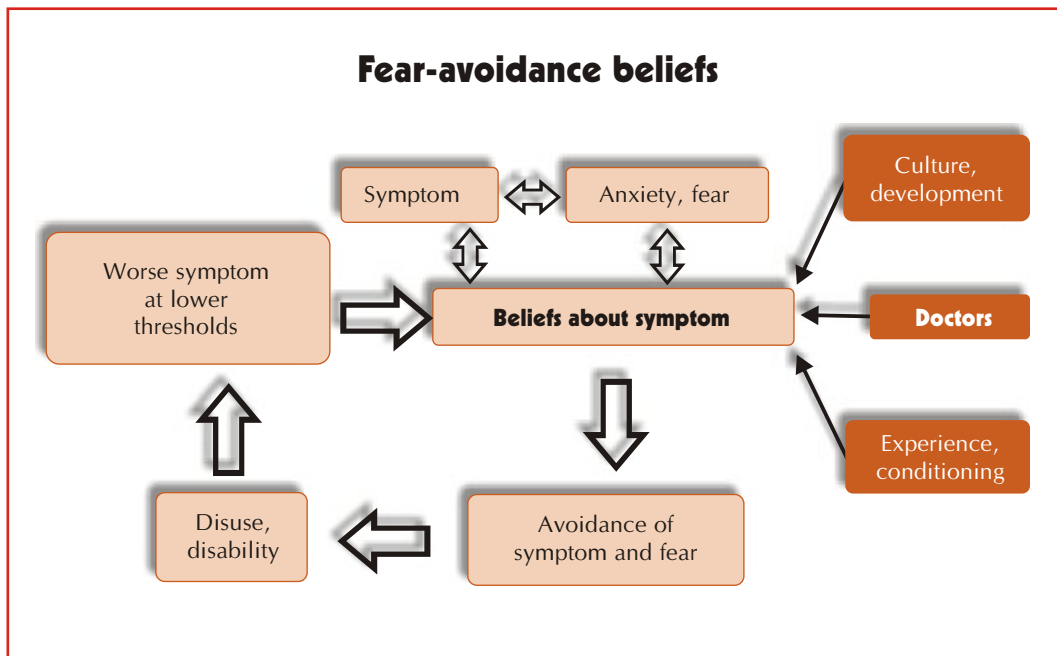 Fear-avoidance beliefs
Symptom
Anxiety, fear
Culture,
development
Worse symptom
at lower
thresholds
Beliefs about symptom
Doctors
Experience,
conditioning
Disuse,
disability
Avoidance of
symptom and fear